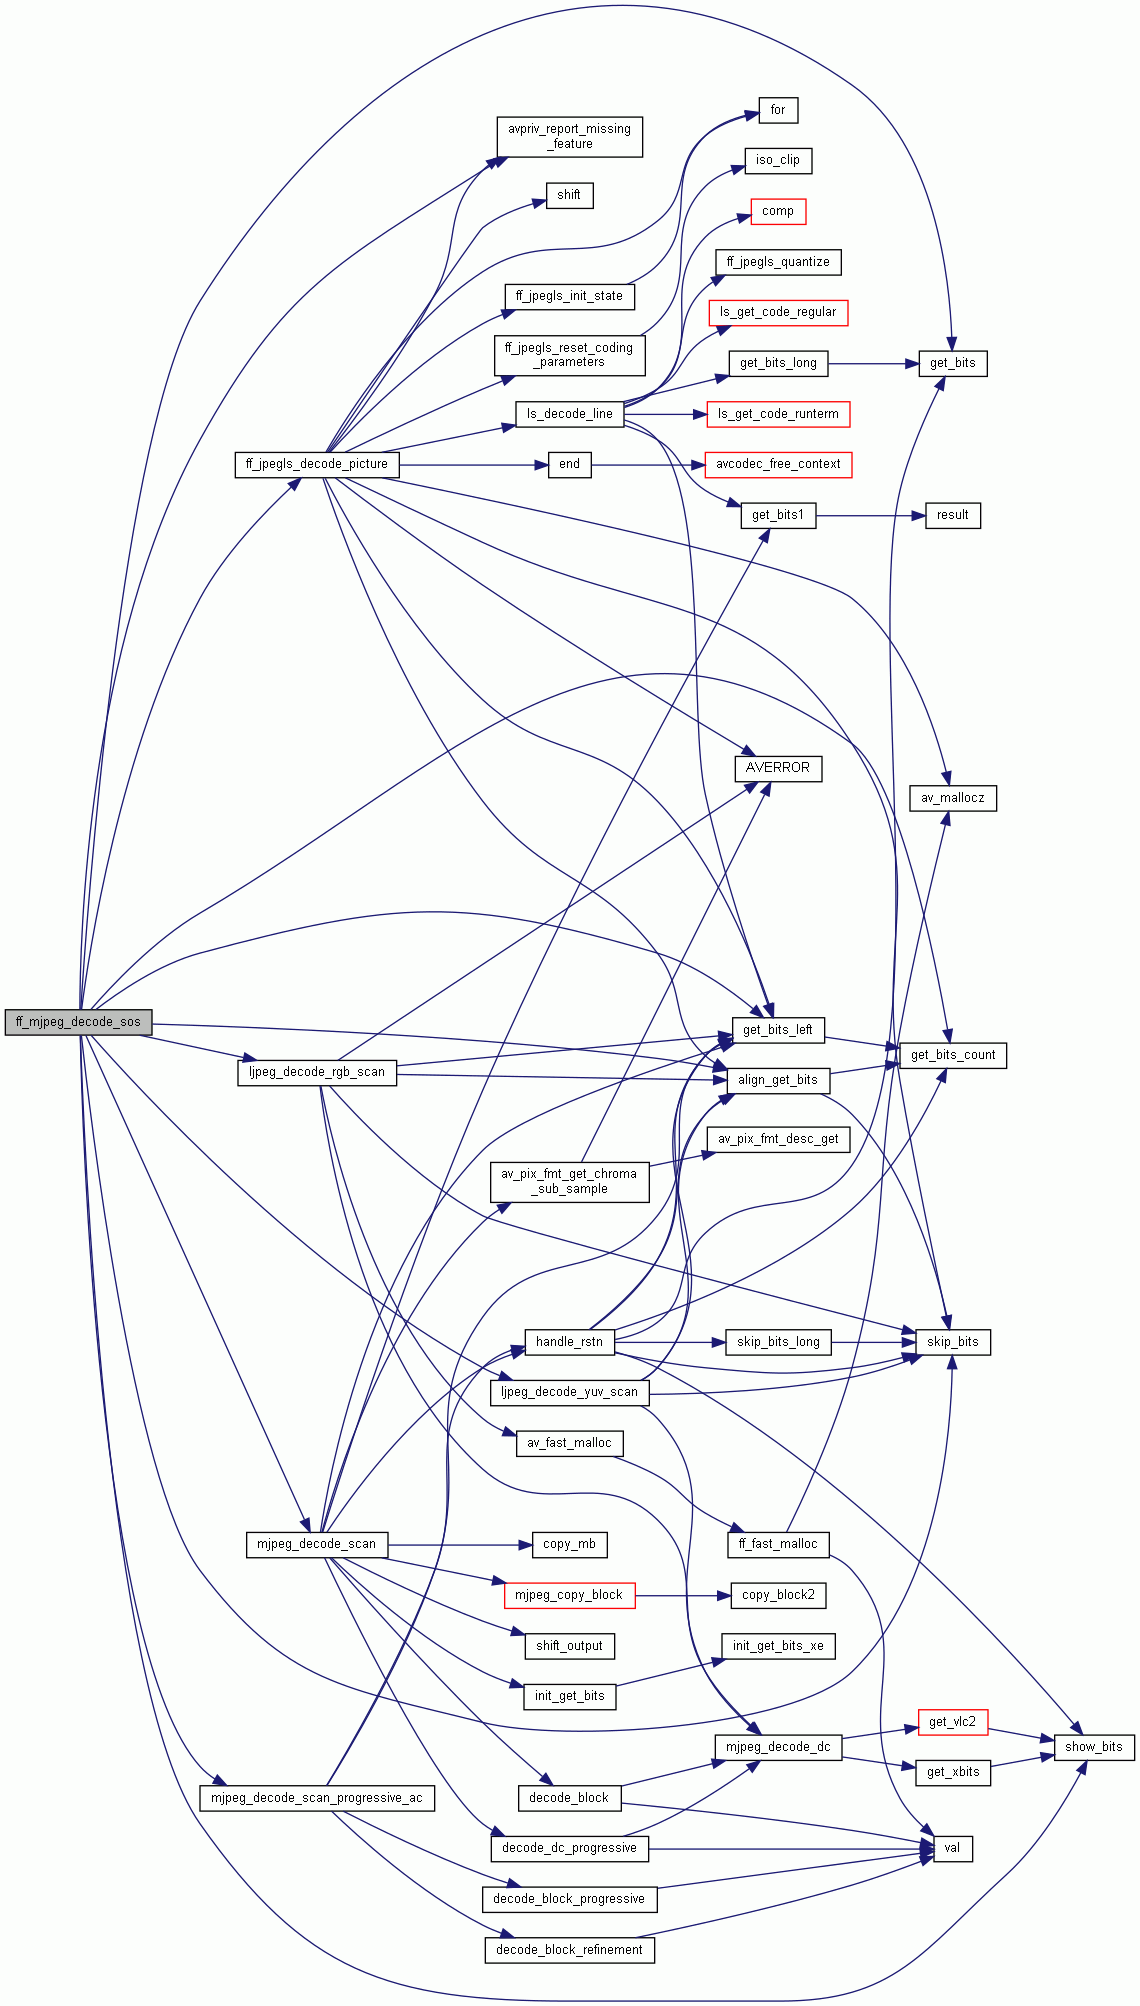 for
avpriv_report_missing
_feature
iso_clip
shift
comp
ff_jpegls_quantize
ff_jpegls_init_state
ls_get_code_regular
ff_jpegls_reset_coding
_parameters
get_bits_long
get_bits
ls_decode_line
ls_get_code_runterm
ff_jpegls_decode_picture
end
avcodec_free_context
get_bits1
result
AVERROR
av_mallocz
ff_mjpeg_decode_sos
get_bits_left
get_bits_count
ljpeg_decode_rgb_scan
align_get_bits
av_pix_fmt_desc_get
av_pix_fmt_get_chroma
_sub_sample
handle_rstn
skip_bits_long
skip_bits
ljpeg_decode_yuv_scan
av_fast_malloc
mjpeg_decode_scan
copy_mb
ff_fast_malloc
mjpeg_copy_block
copy_block2
shift_output
init_get_bits_xe
init_get_bits
get_vlc2
mjpeg_decode_dc
show_bits
get_xbits
mjpeg_decode_scan_progressive_ac
decode_block
decode_dc_progressive
val
decode_block_progressive
decode_block_refinement